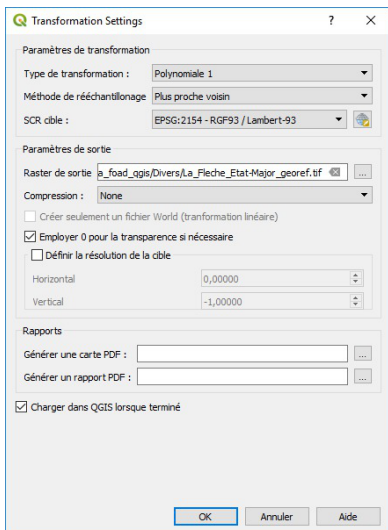 Transformation Settings
Paramètres de transformation
Type de transformation : Polynomiale 1
Méthode de rééchantillonage Plus proche voisin
SCR cible : EPSG:2154 - RGF93 / Lambert-93
Paramètres de sortie
Raster de sortie a_foad_qgis/Divers/La_Fleche_Etat-Major_georef.tif ...
Compression : None
Créer seulement un fichier World (tranformation linéaire)
Employer 0 pour la transparence si nécessaire
Définir la résolution de la cible
Horizontal 0,00000
Vertical -1,00000
Rapports
Générer une carte PDF : ...
Générer un rapport PDF : ...
Charger dans QGIS lorsque terminé
OK Annuler Aide